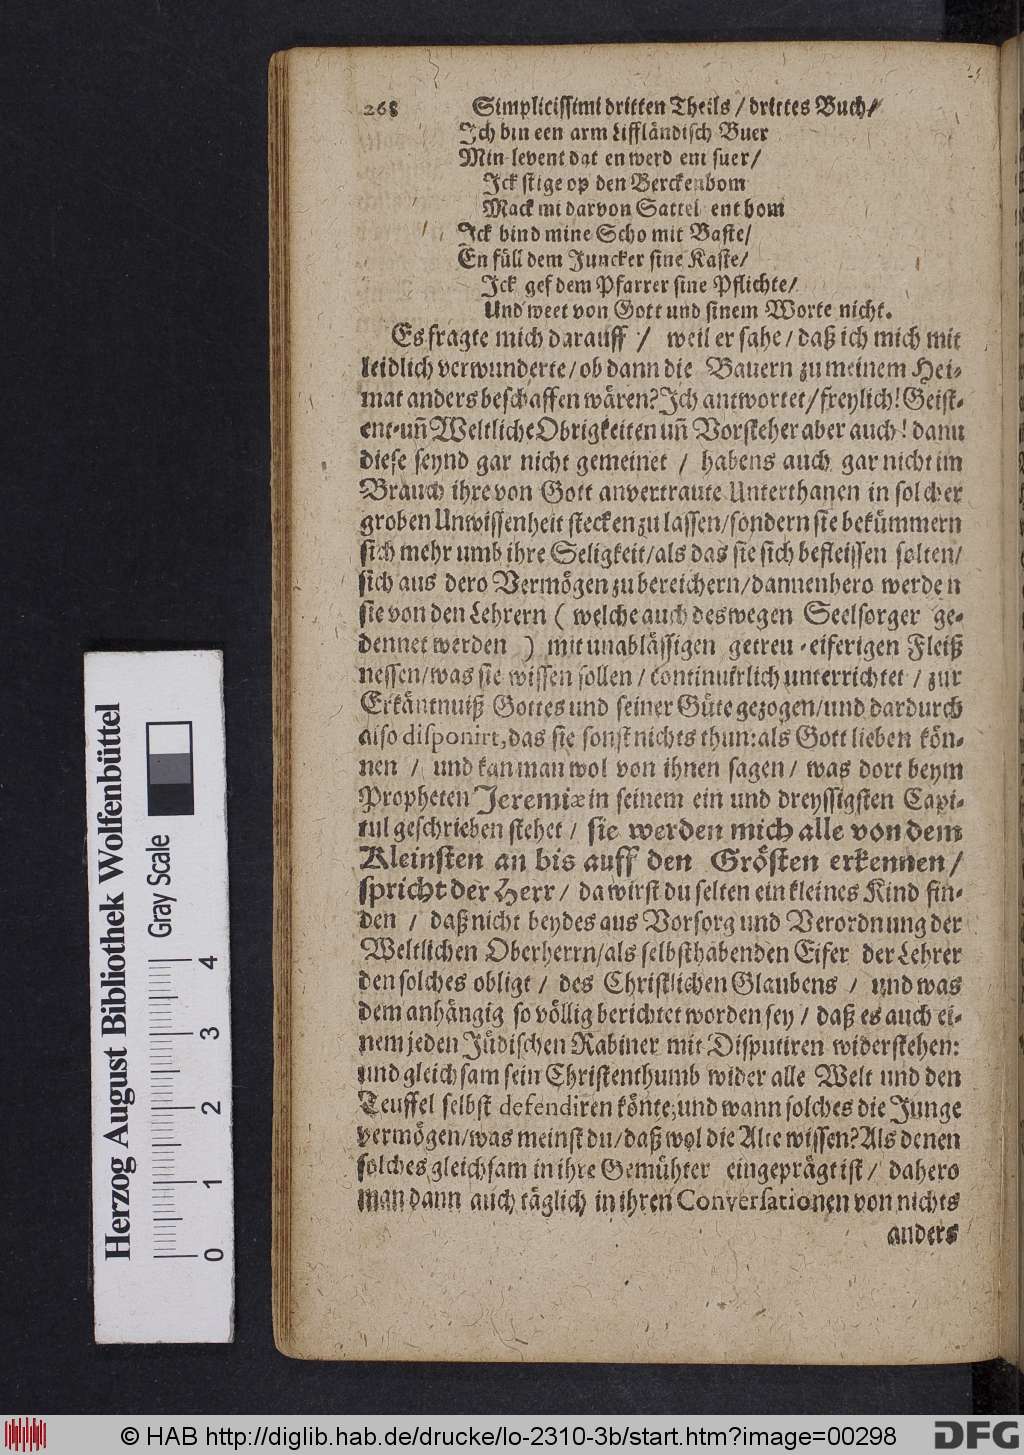 268 Simplicissimi dritten Theils / drittes Buch /
Ich bin een arm Liffländisch Buer
Min levent dat en werd em suer/
Ick stige op den Berckenbom
Mack mi darvon Sattel ent bom
Ick bind mine Scho mit Baste/
En füll dem Juncker sine Kaste/
Ick gef dem Pfarrer sine Pflichte/
Und weet von Gott und sinem Worte nicht.
Es fragte mich darauff / weil er sahe / daß ich mich mit
leidlich verwunderte / ob dann die Bauern zu meinem Hei-
mat anders beschaffen wären? Ich antwortet / freylich! Geist-
ent-uñ Weltliche Obrigkeiten uñ Vorsteher aber auch! dann
diese seynd gar nicht gemeinet / habens auch gar nicht im
Brauch ihre von Gott anvertraute Unterthanen in solcher
groben Unwissenheit stecken zu lassen / sondern sie bekümmern
sich mehr umb ihre Seligkeit / als das sie sich befleissen solten /
sich aus dero Vermögen zu bereichern / dannenhero werden
sie von den Lehrern ( welche auch deswegen Seelsorger ge-
dennet werden ) mit unablässigen getreu-eiferigen Fleiß
nessen / was sie wissen sollen / continuirlich unterrichtet / zur
Erkäntnuiß Gottes und seiner Güte gezogen / und dardurch
also disponirt, das sie sonst nichts thun: als Gott lieben kön-
nen / und kan man wol von ihnen sagen / was dort beym
Propheten Jeremiæ in seinem ein und dreyssigsten Capi-
tul geschrieben stehet / sie werden mich alle von dem
Kleinsten an bis auff den Grösten erkennen /
spricht der Herr / da wirst du selten ein kleines Kind fin-
den / daß nicht beydes aus Vorsorg und Verordnung der
Weltlichen Oberherrn / als selbsthabenden Eifer der Lehrer
den solches obligt / des Christlichen Glaubens / und was
dem anhängig so völlig berichtet worden sey / daß es auch ei-
nem jeden Jüdischen Rabiner mit Disputiren widerstehen:
und gleichsam sein Christenthumb wider alle Welt und den
Teuffel selbst defendiren könte; und wann solches die Junge
vermögen / was meinst du / daß wol die Alte wissen? Als denen
solches gleichsam in ihre Gemühter eingeprägt ist / dahero
man dann auch täglich in ihren Conversationen von nichts
anders
Herzog August Bibliothek Wolfenbüttel
Gray Scale
0 1 2 3 4
© HAB http://diglib.hab.de/drucke/lo-2310-3b/start.htm?image=00298
DFG